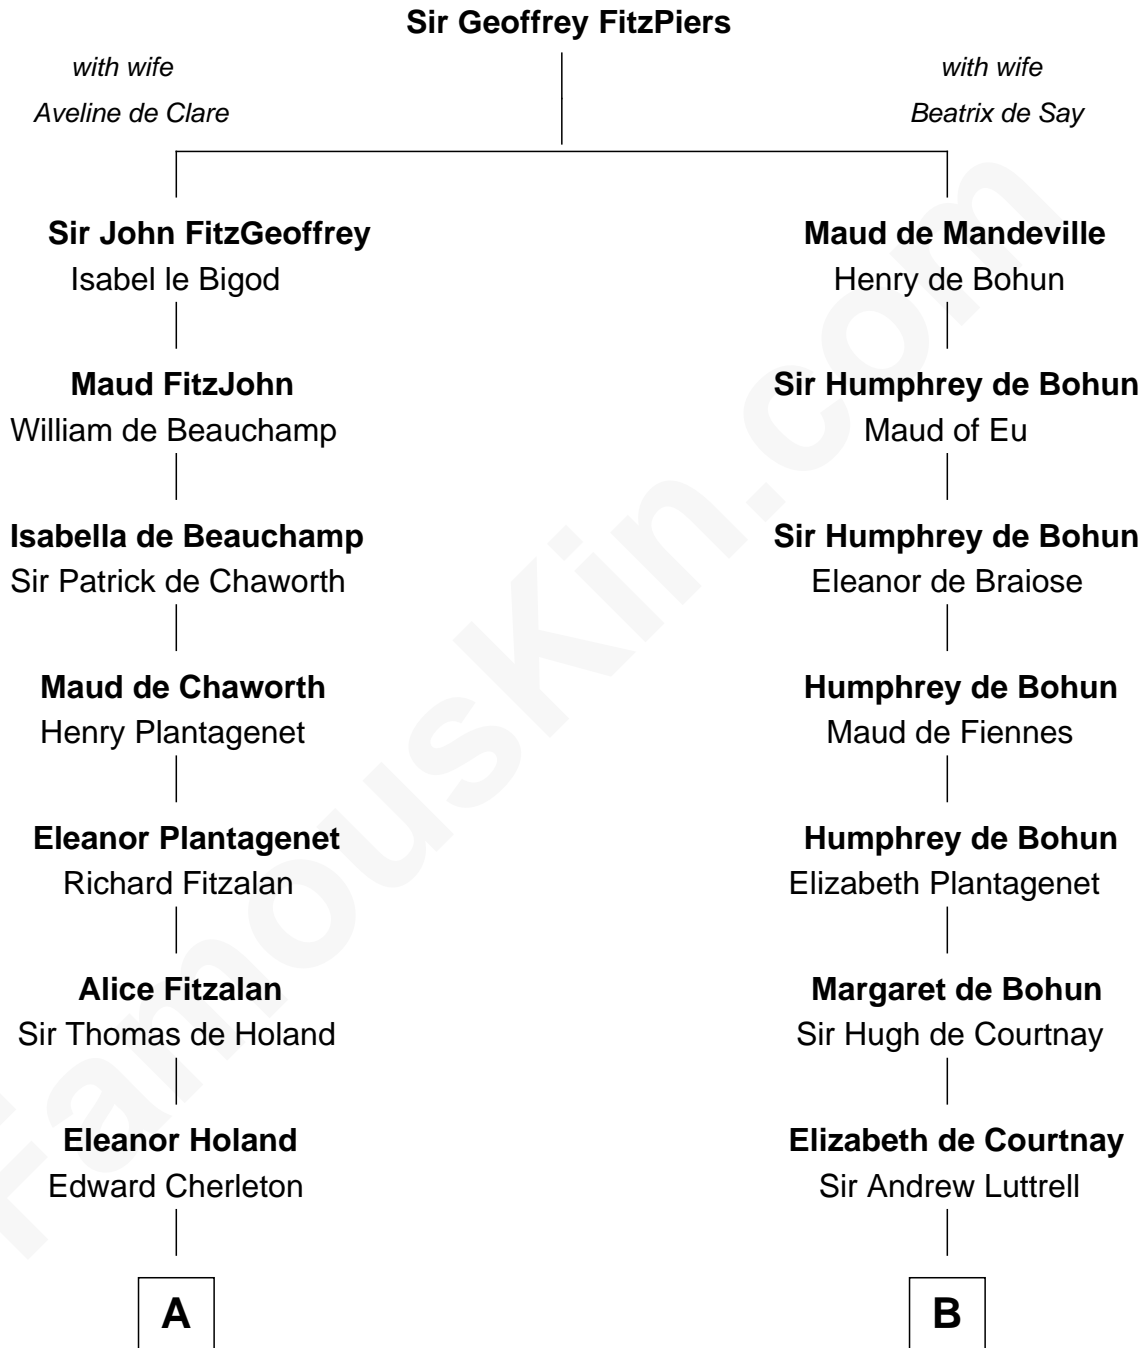 Sir Geoffrey FitzPiers
with wife
Aveline de Clare
with wife
Beatrix de Say
Sir John FitzGeoffrey
Isabel le Bigod
Maud de Mandeville
Henry de Bohun
Maud FitzJohn
William de Beauchamp
Sir Humphrey de Bohun
Maud of Eu
Isabella de Beauchamp
Sir Patrick de Chaworth
Sir Humphrey de Bohun
Eleanor de Braiose
Maud de Chaworth
Henry Plantagenet
Humphrey de Bohun
Maud de Fiennes
Eleanor Plantagenet
Richard Fitzalan
Humphrey de Bohun
Elizabeth Plantagenet
Alice Fitzalan
Sir Thomas de Holand
Margaret de Bohun
Sir Hugh de Courtnay
Eleanor Holand
Edward Cherleton
Elizabeth de Courtnay
Sir Andrew Luttrell
A
B
FamousKin.com